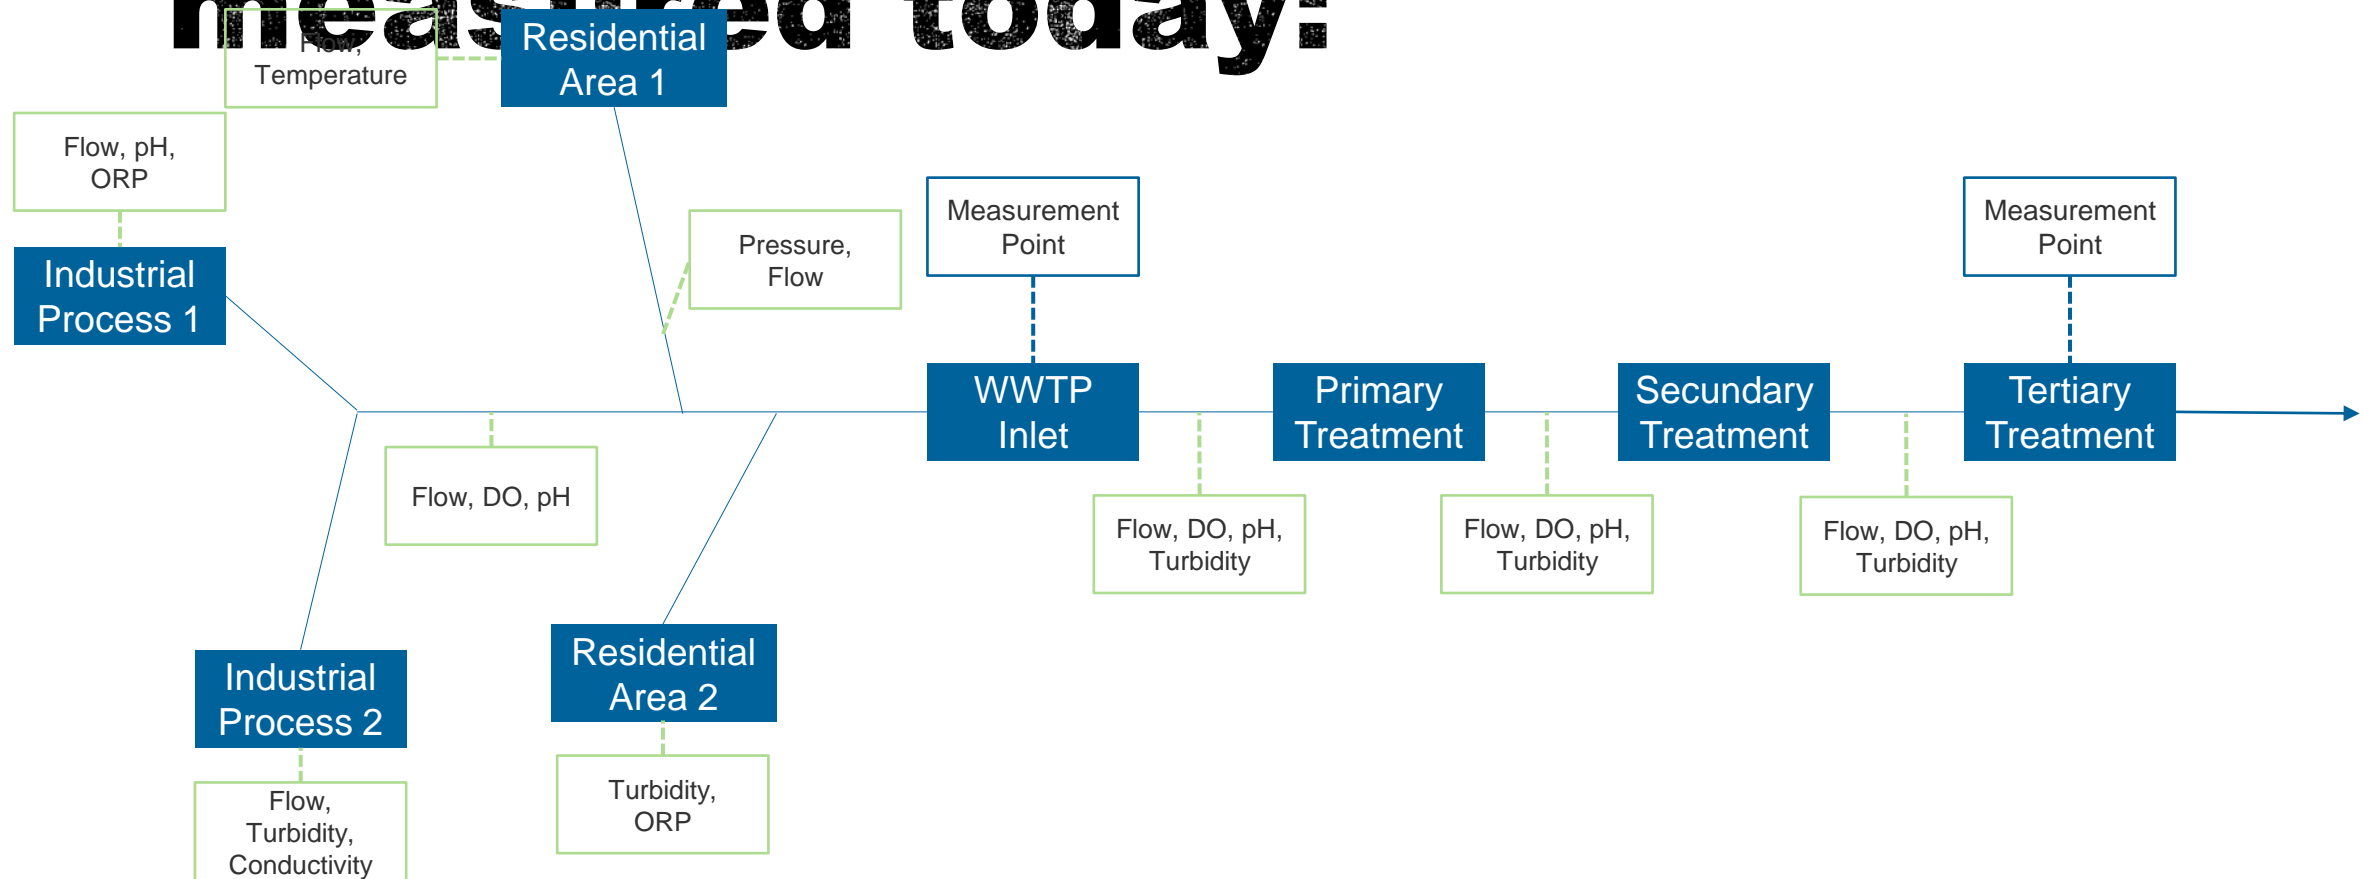 measured today:
Flow,
Temperature
Residential
Area 1
Flow, pH,
ORP
Industrial
Process 1
Pressure,
Flow
Measurement
Point
Measurement
Point
WWTP
Inlet
Primary
Treatment
Secundary
Treatment
Tertiary
Treatment
Flow, DO, pH
Flow, DO, pH,
Turbidity
Flow, DO, pH,
Turbidity
Flow, DO, pH,
Turbidity
Industrial
Process 2
Residential
Area 2
Flow,
Turbidity,
Conductivity
Turbidity,
ORP